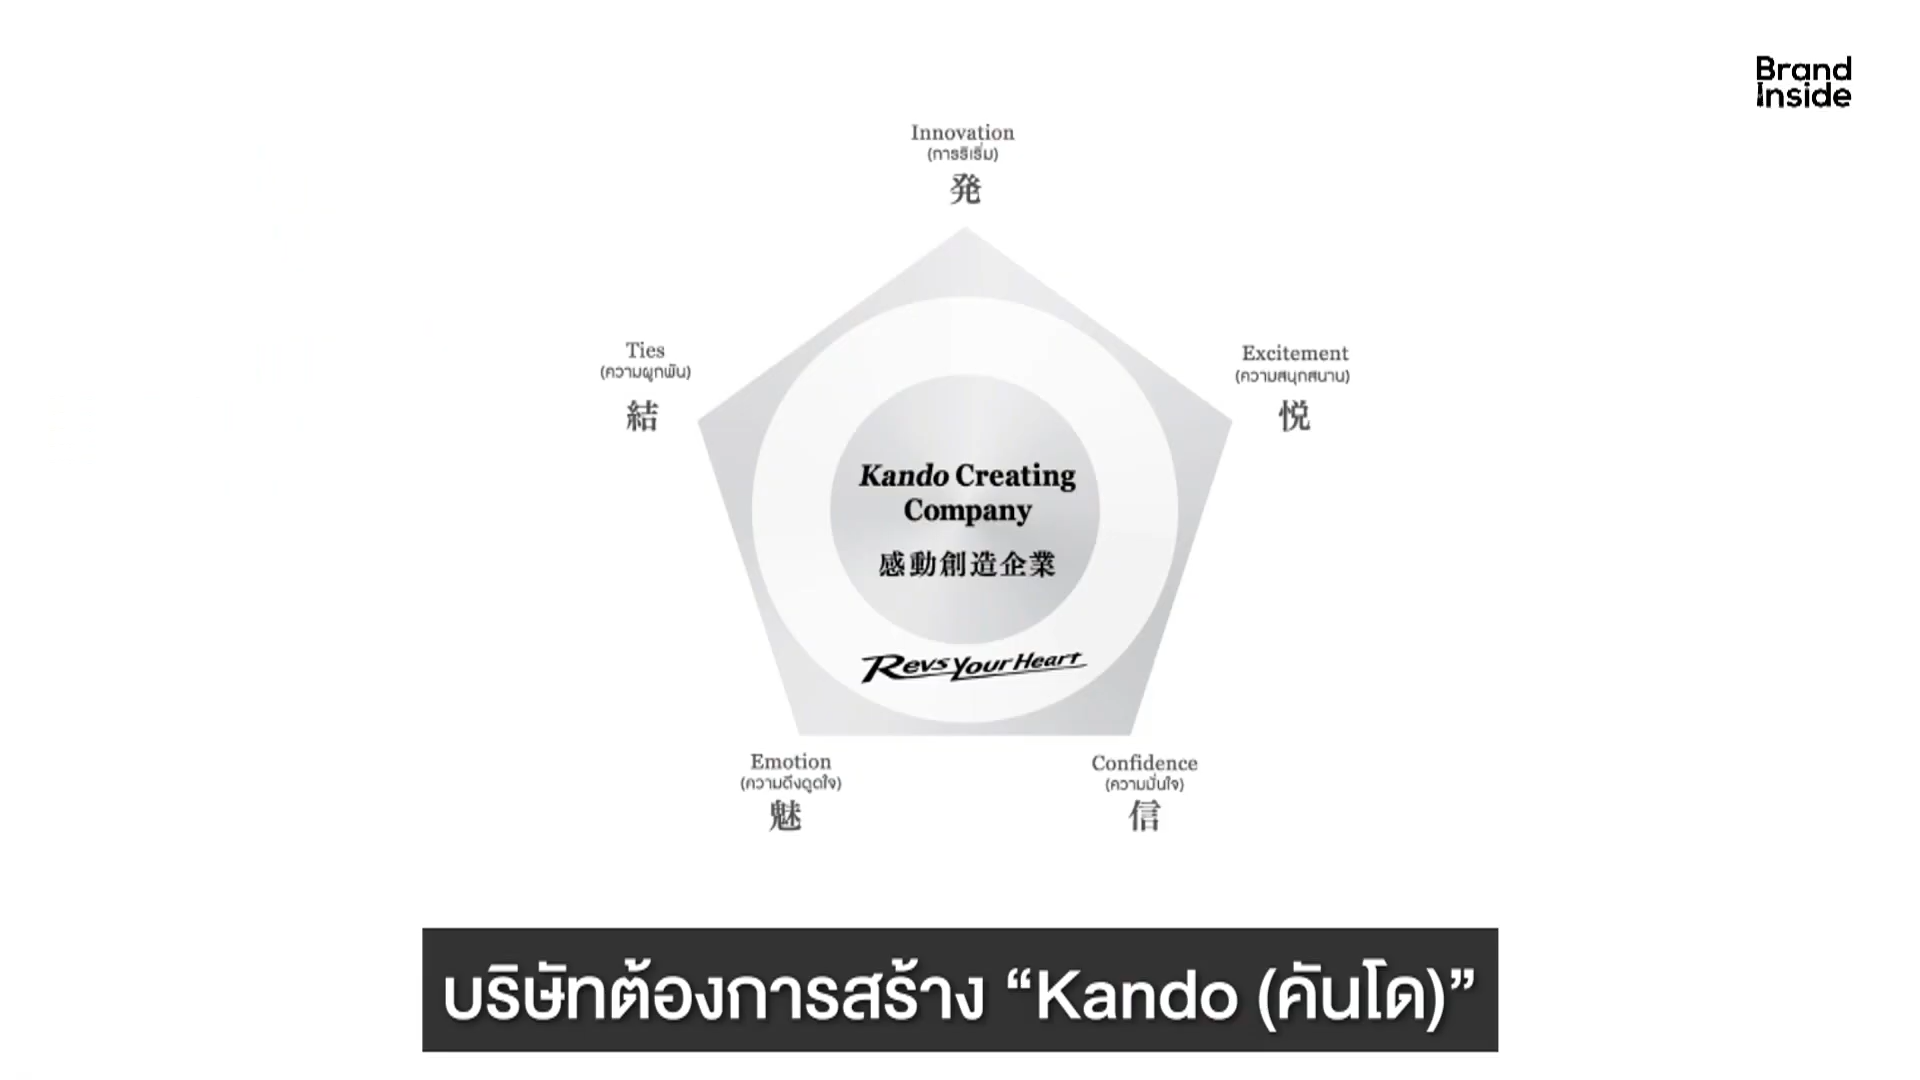 Brand
Inside
Innovation
(การริเริ่ม)
発
Ties
(ความผูกพัน)
結
Excitement
(ความสนุกสนาน)
悦
Kando Creating
Company
感動創造企業
Revs Your Heart
Emotion
(ความดึงดูดใจ)
魅
Confidence
(ความมั่นใจ)
信
บริษัทต้องการสร้าง “Kando (คันโด)”